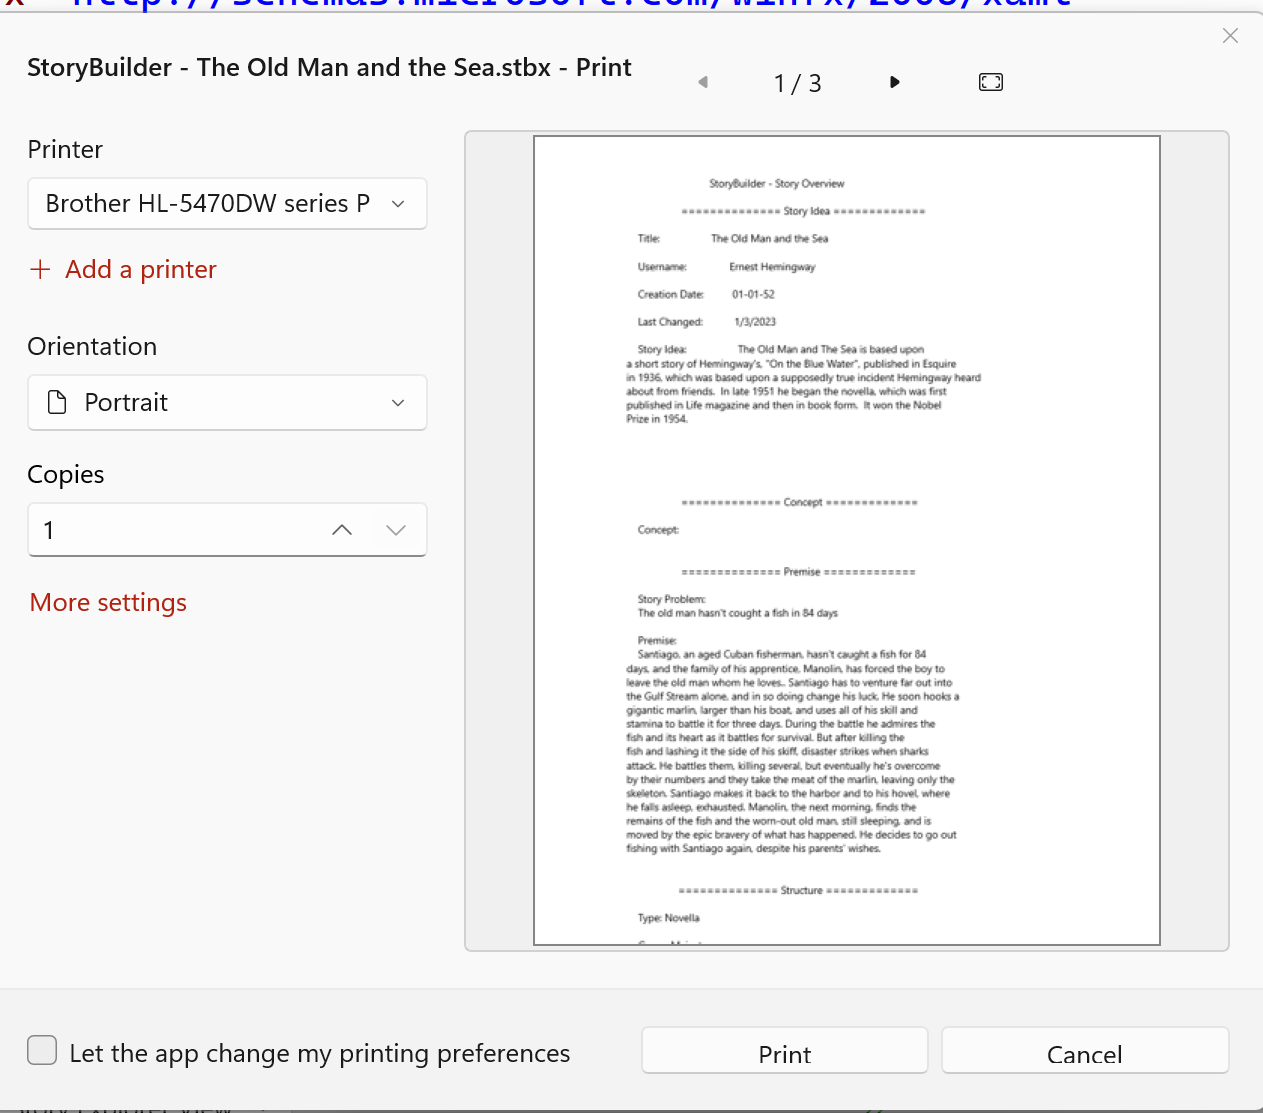 StoryBuilder - The Old Man and the Sea.stbx - Print
1 / 3
Printer
Brother HL-5470DW series P
Add a printer
Orientation
Portrait
Copies
1
More settings
StoryBuilder - Story Overview
============== Story Idea =============
Title: The Old Man and the Sea
Username: Ernest Hemingway
Creation Date: 01-01-52
Last Changed: 1/3/2023
Story Idea: The Old Man and The Sea is based upon
a short story of Hemingway's, "On the Blue Water", published in Esquire
in 1936, which was based upon a supposedly true incident Hemingway heard
about from friends. In late 1951 he began the novella, which was first
published in Life magazine and then in book form. It won the Nobel
Prize in 1954.
============== Concept =============
Concept:
============== Premise =============
Story Problem:
The old man hasn't cought a fish in 84 days
Premise:
Santiago, an aged Cuban fisherman, hasn't caught a fish for 84
days, and the family of his apprentice, Manolin, has forced the boy to
leave the old man whom he loves.. Santiago has to venture far out into
the Gulf Stream alone, and in so doing change his luck. He soon hooks a
gigantic marlin, larger than his boat, and uses all of his skill and
stamina to battle it for three days. During the battle he admires the
fish and its heart as it battles for survival. But after killing the
fish and lashing it the side of his skiff, disaster strikes when sharks
attack. He battles them, killing several, but eventually he's overcome
by their numbers and they take the meat of the marlin, leaving only the
skeleton. Santiago makes it back to the harbor and to his hovel, where
he falls asleep, exhausted. Manolin, the next morning, finds the
remains of the fish and the worn-out old man, still sleeping, and is
moved by the epic bravery of what has happened. He decides to go out
fishing with Santiago again, despite his parents' wishes.
============== Structure =============
Type: Novella
Let the app change my printing preferences
Print
Cancel